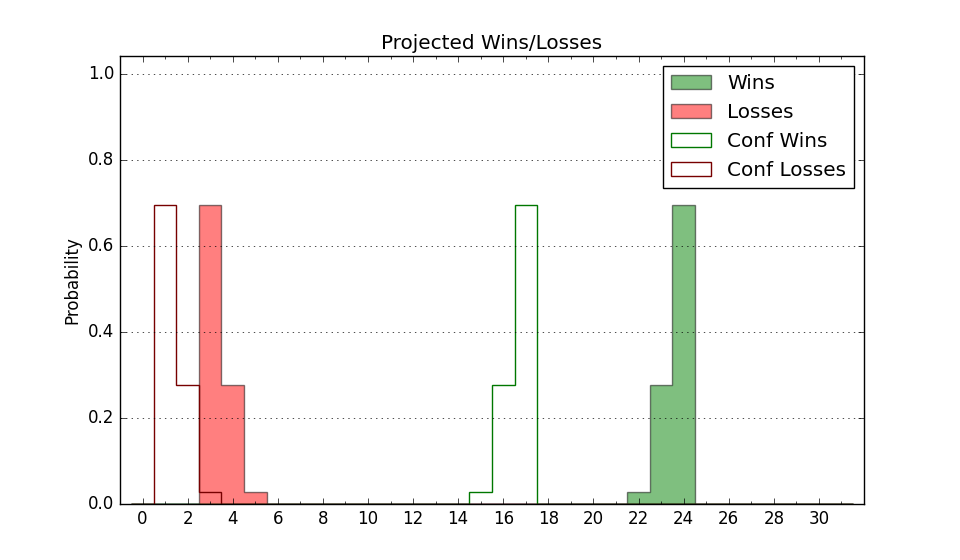 Projected Wins/Losses
Wins
Losses
Conf Wins
Conf Losses
Probability
1.0
0.8
0.6
0.4
0.2
0.0
0 2 4 6 8 10 12 14 16 18 20 22 24 26 28 30